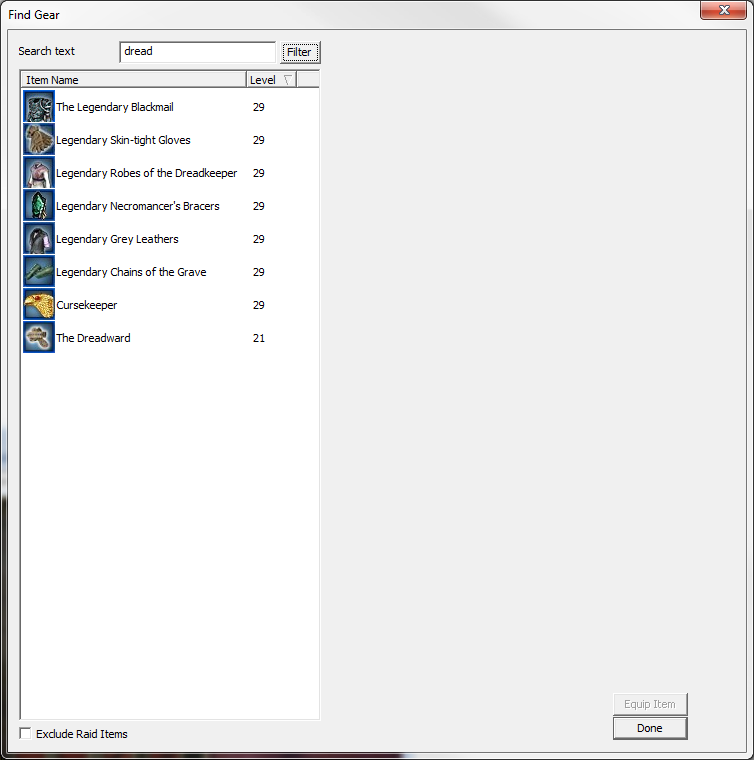 Find Gear
Search text dread Filter
Item Name Level
The Legendary Blackmail 29
Legendary Skin-tight Gloves 29
Legendary Robes of the Dreadkeeper 29
Legendary Necromancer's Bracers 29
Legendary Grey Leathers 29
Legendary Chains of the Grave 29
Cursekeeper 29
The Dreadward 21
Equip Item
Exclude Raid Items
Done